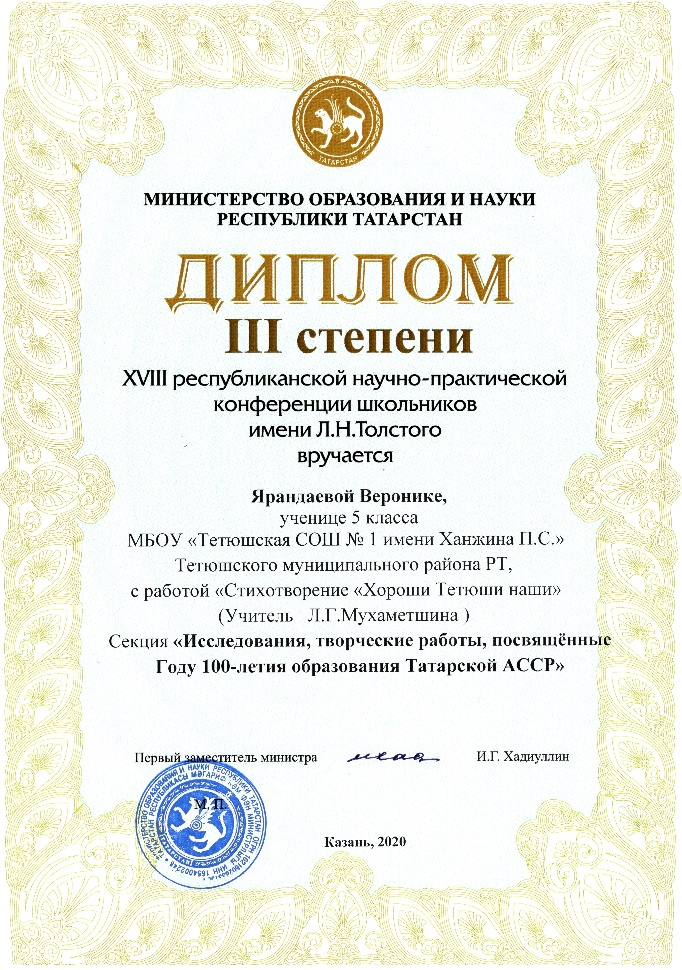 ТАТАРСТАН
МИНИСТЕРСТВО ОБРАЗОВАНИЯ И НАУКИ
РЕСПУБЛИКИ ТАТАРСТАН
ДИПЛОМ
III степени
XVIII республиканской научно-практической
конференции школьников
имени Л.Н.Толстого
вручается
Ярандаевой Веронике,
ученице 5 класса
МБОУ «Тетюшская СОШ № 1 имени Ханжина П.С.»
Тетюшского муниципального района РТ,
с работой «Стихотворение «Хороши Тетюши наши»
(Учитель Л.Г.Мухаметшина )
Секция «Исследования, творческие работы, посвящённые
Году 100-летия образования Татарской АССР»
Первый заместитель министра И.Г. Хадиуллин
М.П.
Казань, 2020